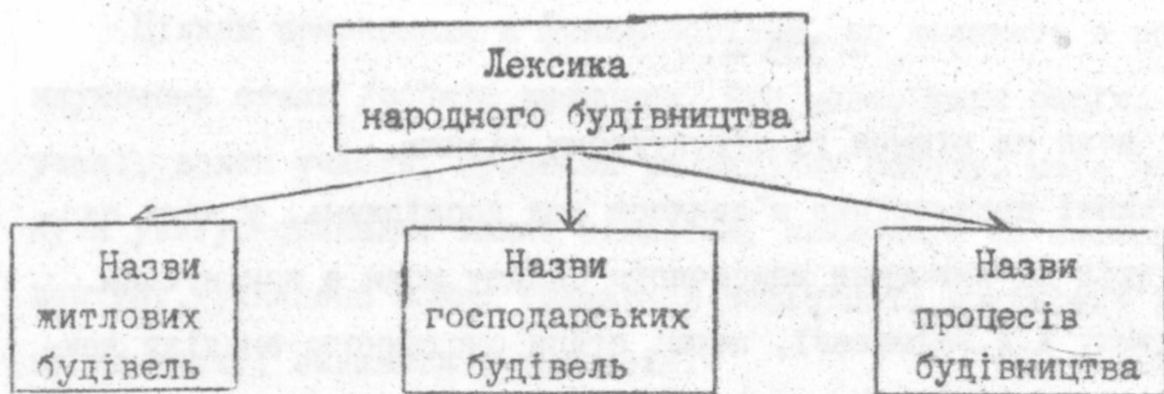 Лексика
народного будівництва
Назви
житлових
будівель
Назви
господарських
будівель
Назви
процесів
будівництва